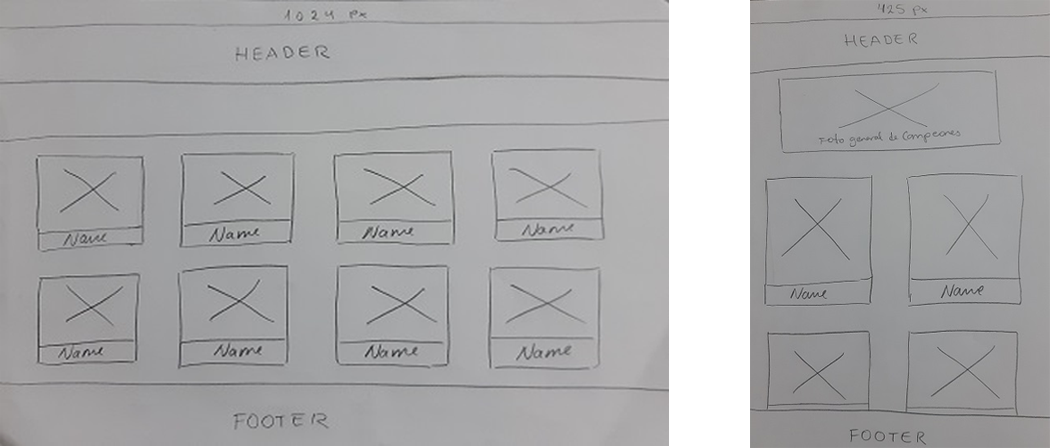 1024 px
HEADER
Name Name Name Name
Name Name Name Name
FOOTER
425 px
HEADER
Foto general de Campeones
Name Name
FOOTER